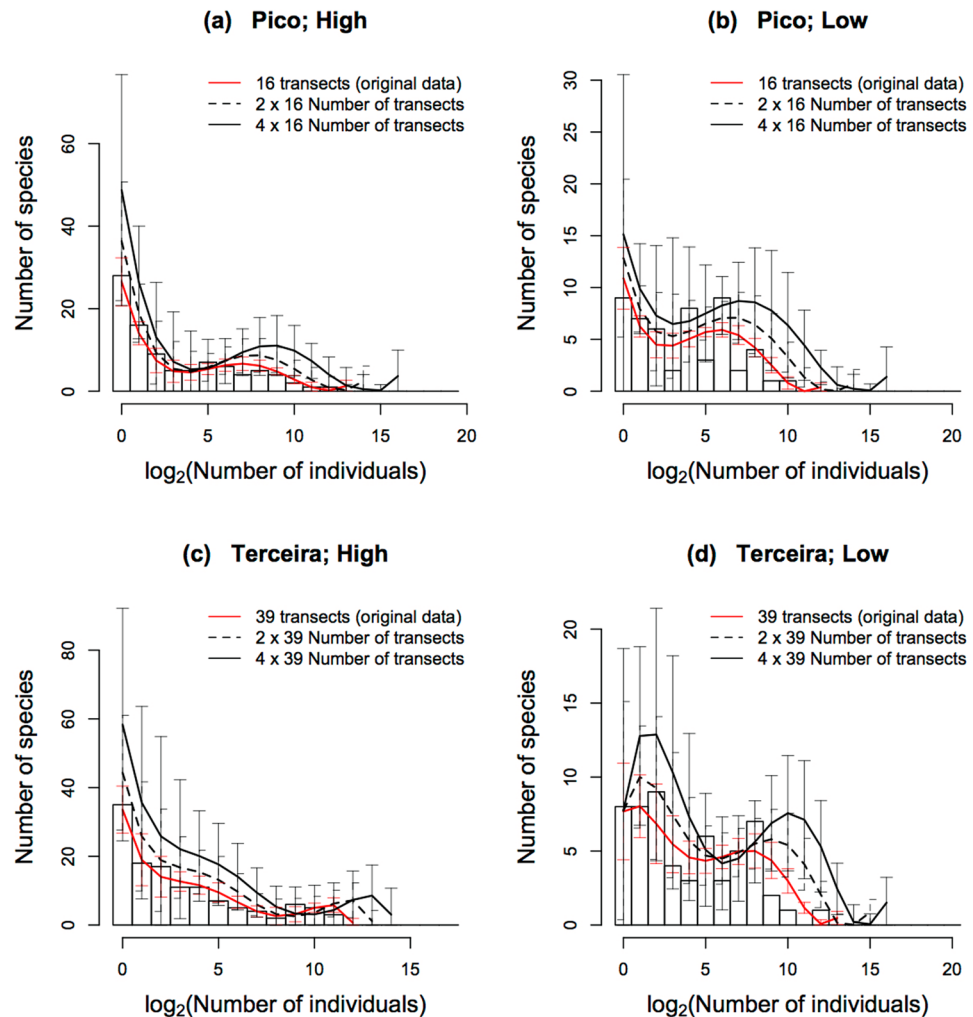 (a) Pico; High
16 transects (original data)
2 x 16 Number of transects
4 x 16 Number of transects
Number of species
0 20 40 60
0 5 10 15 20
log2(Number of individuals)
(b) Pico; Low
16 transects (original data)
2 x 16 Number of transects
4 x 16 Number of transects
Number of species
0 5 10 15 20 25 30
0 5 10 15 20
log2(Number of individuals)
(c) Terceira; High
39 transects (original data)
2 x 39 Number of transects
4 x 39 Number of transects
Number of species
0 20 40 60 80
0 5 10 15
log2(Number of individuals)
(d) Terceira; Low
39 transects (original data)
2 x 39 Number of transects
4 x 39 Number of transects
Number of species
0 5 10 15 20
0 5 10 15 20
log2(Number of individuals)